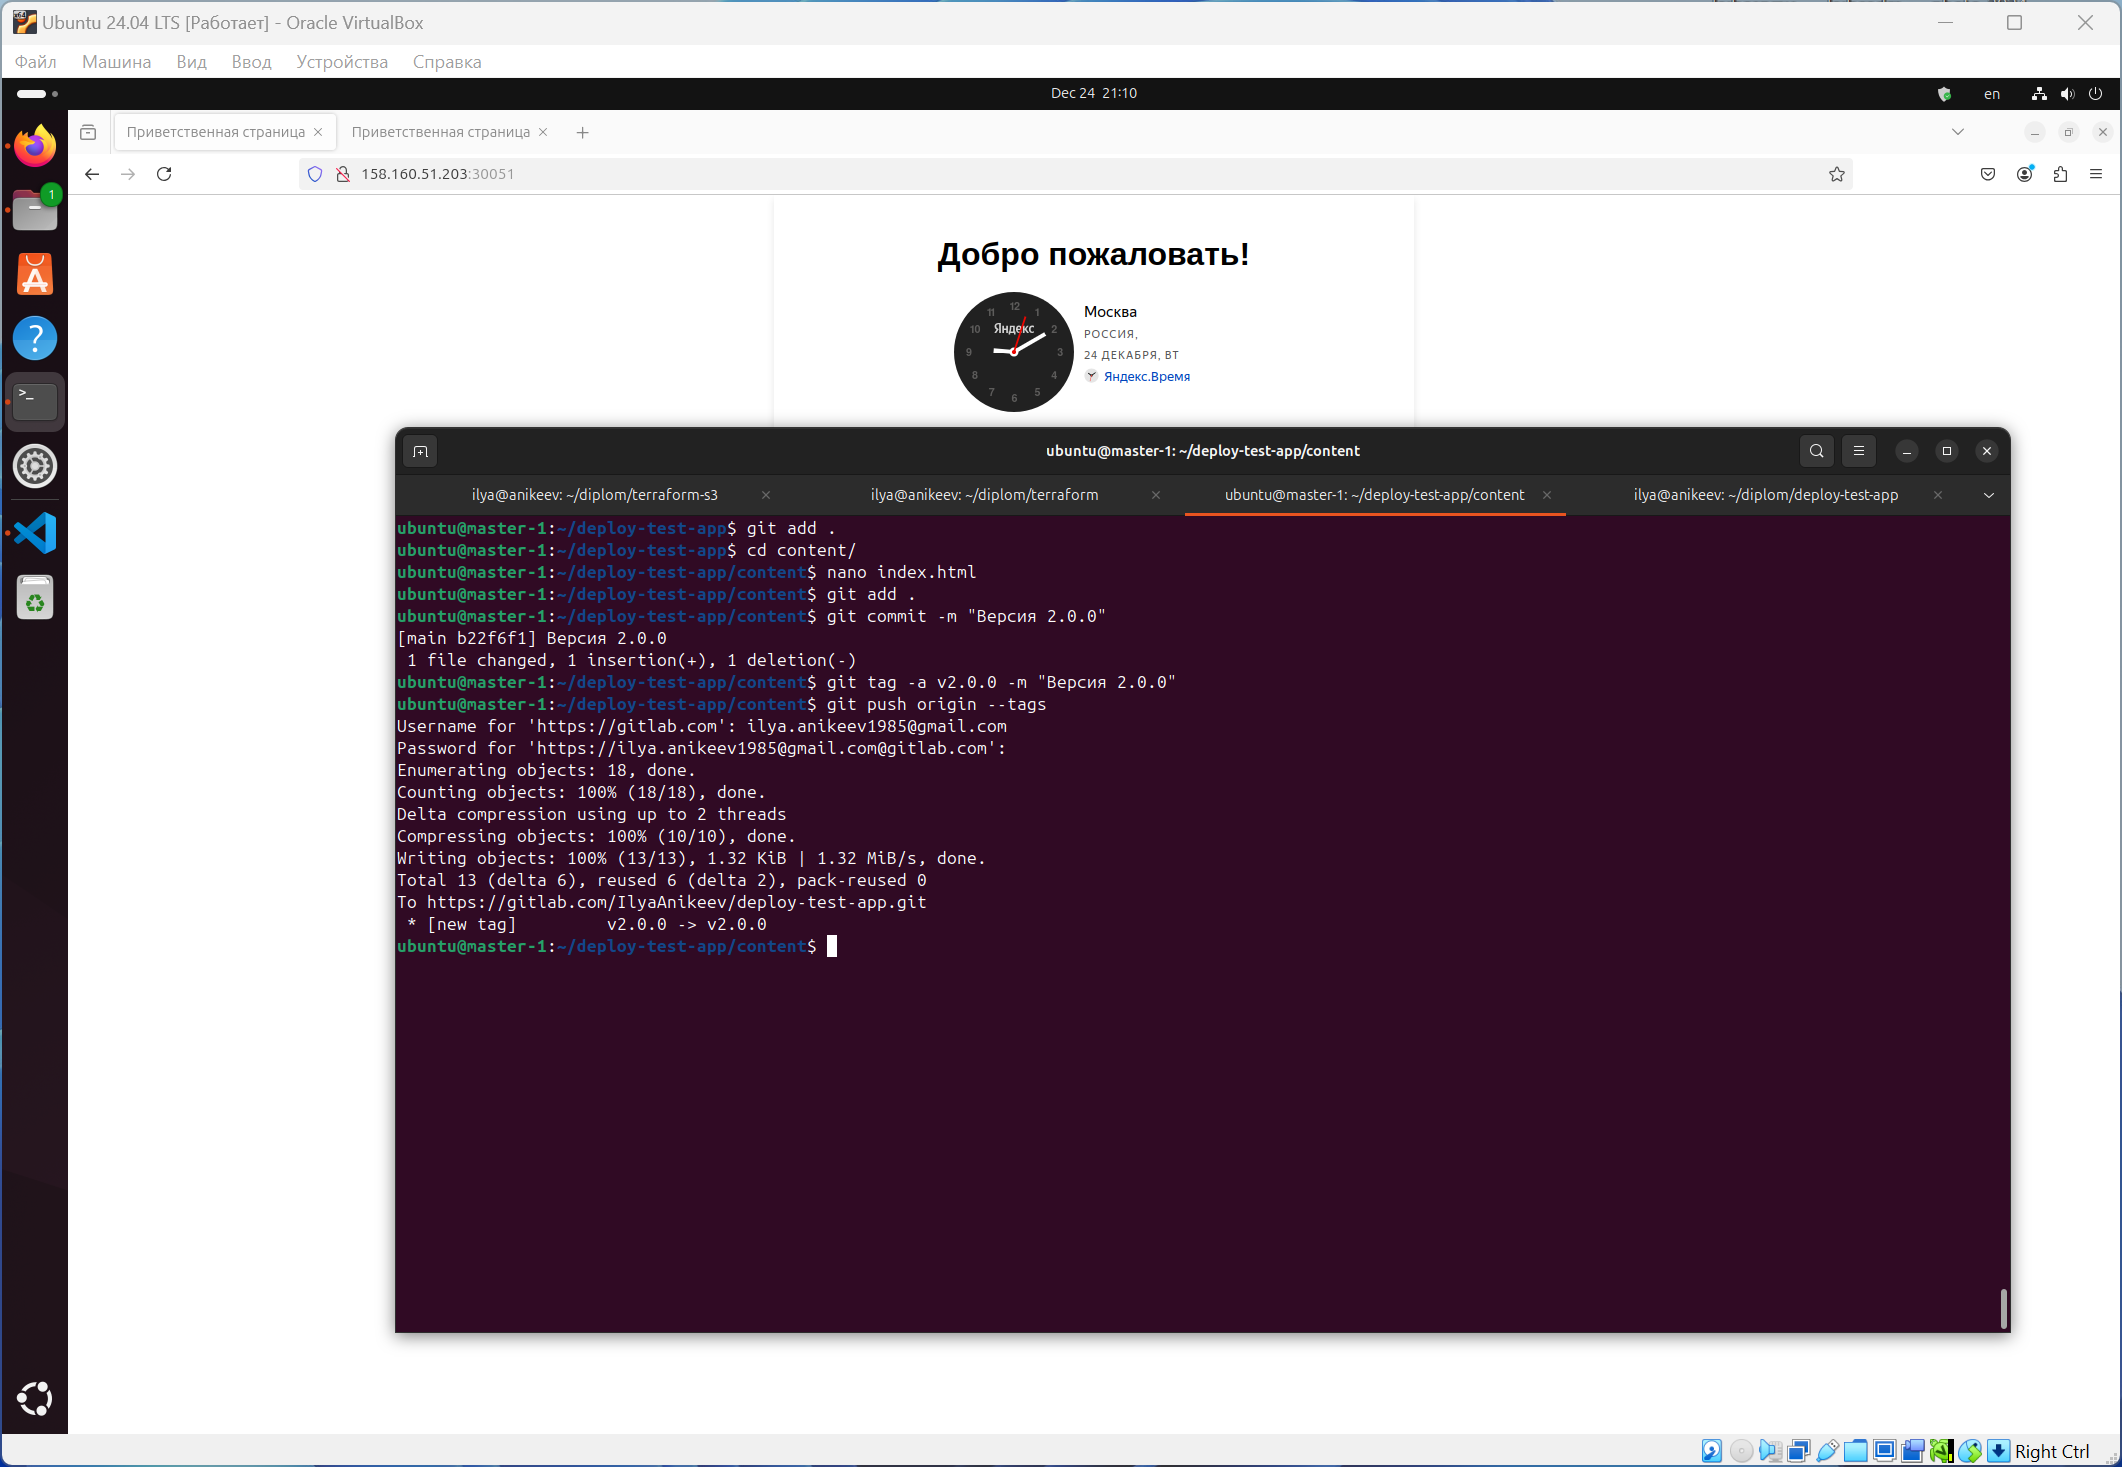 Ubuntu 24.04 LTS [Работает] - Oracle VirtualBox
Файл Машина Вид Ввод Устройства Справка
Dec 24 21:10
en
Приветственная страница
Приветственная страница
158.160.51.203:30051
1
Добро пожаловать!
12
1
2
3
4
5
6
7
8
9
10
11
Яндекс
Москва
РОССИЯ,
24 ДЕКАБРЯ, ВТ
Яндекс.Время
ubuntu@master-1: ~/deploy-test-app/content
ilya@anikeev: ~/diplom/terraform-s3
ilya@anikeev: ~/diplom/terraform
ubuntu@master-1: ~/deploy-test-app/content
ilya@anikeev: ~/diplom/deploy-test-app
ubuntu@master-1:~/deploy-test-app$ git add .
ubuntu@master-1:~/deploy-test-app$ cd content/
ubuntu@master-1:~/deploy-test-app/content$ nano index.html
ubuntu@master-1:~/deploy-test-app/content$ git add .
ubuntu@master-1:~/deploy-test-app/content$ git commit -m "Версия 2.0.0"
[main b22f6f1] Версия 2.0.0
 1 file changed, 1 insertion(+), 1 deletion(-)
ubuntu@master-1:~/deploy-test-app/content$ git tag -a v2.0.0 -m "Версия 2.0.0"
ubuntu@master-1:~/deploy-test-app/content$ git push origin --tags
Username for 'https://gitlab.com': ilya.anikeev1985@gmail.com
Password for 'https://ilya.anikeev1985@gmail.com@gitlab.com':
Enumerating objects: 18, done.
Counting objects: 100% (18/18), done.
Delta compression using up to 2 threads
Compressing objects: 100% (10/10), done.
Writing objects: 100% (13/13), 1.32 KiB | 1.32 MiB/s, done.
Total 13 (delta 6), reused 6 (delta 2), pack-reused 0
To https://gitlab.com/IlyaAnikeev/deploy-test-app.git
 * [new tag]         v2.0.0 -> v2.0.0
ubuntu@master-1:~/deploy-test-app/content$
Right Ctrl